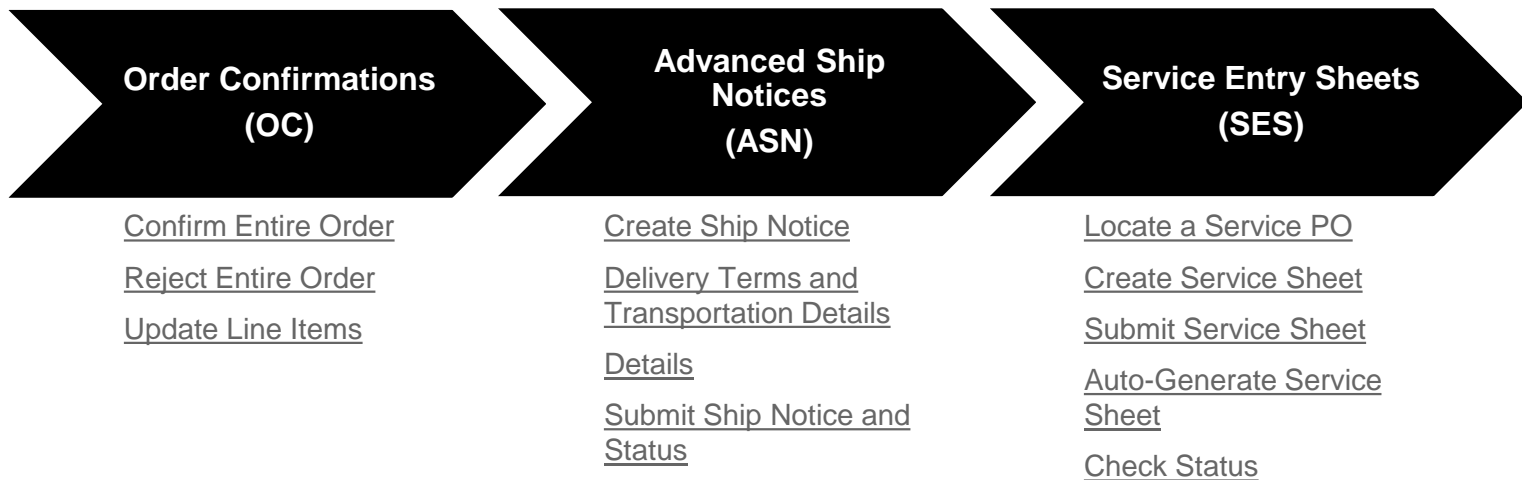 Order Confirmations
(OC)
Confirm Entire Order
Reject Entire Order
Update Line Items
Advanced Ship
Notices
(ASN)
Create Ship Notice
Delivery Terms and
Transportation Details
Details
Submit Ship Notice and
Status
Service Entry Sheets
(SES)
Locate a Service PO
Create Service Sheet
Submit Service Sheet
Auto-Generate Service
Sheet
Check Status